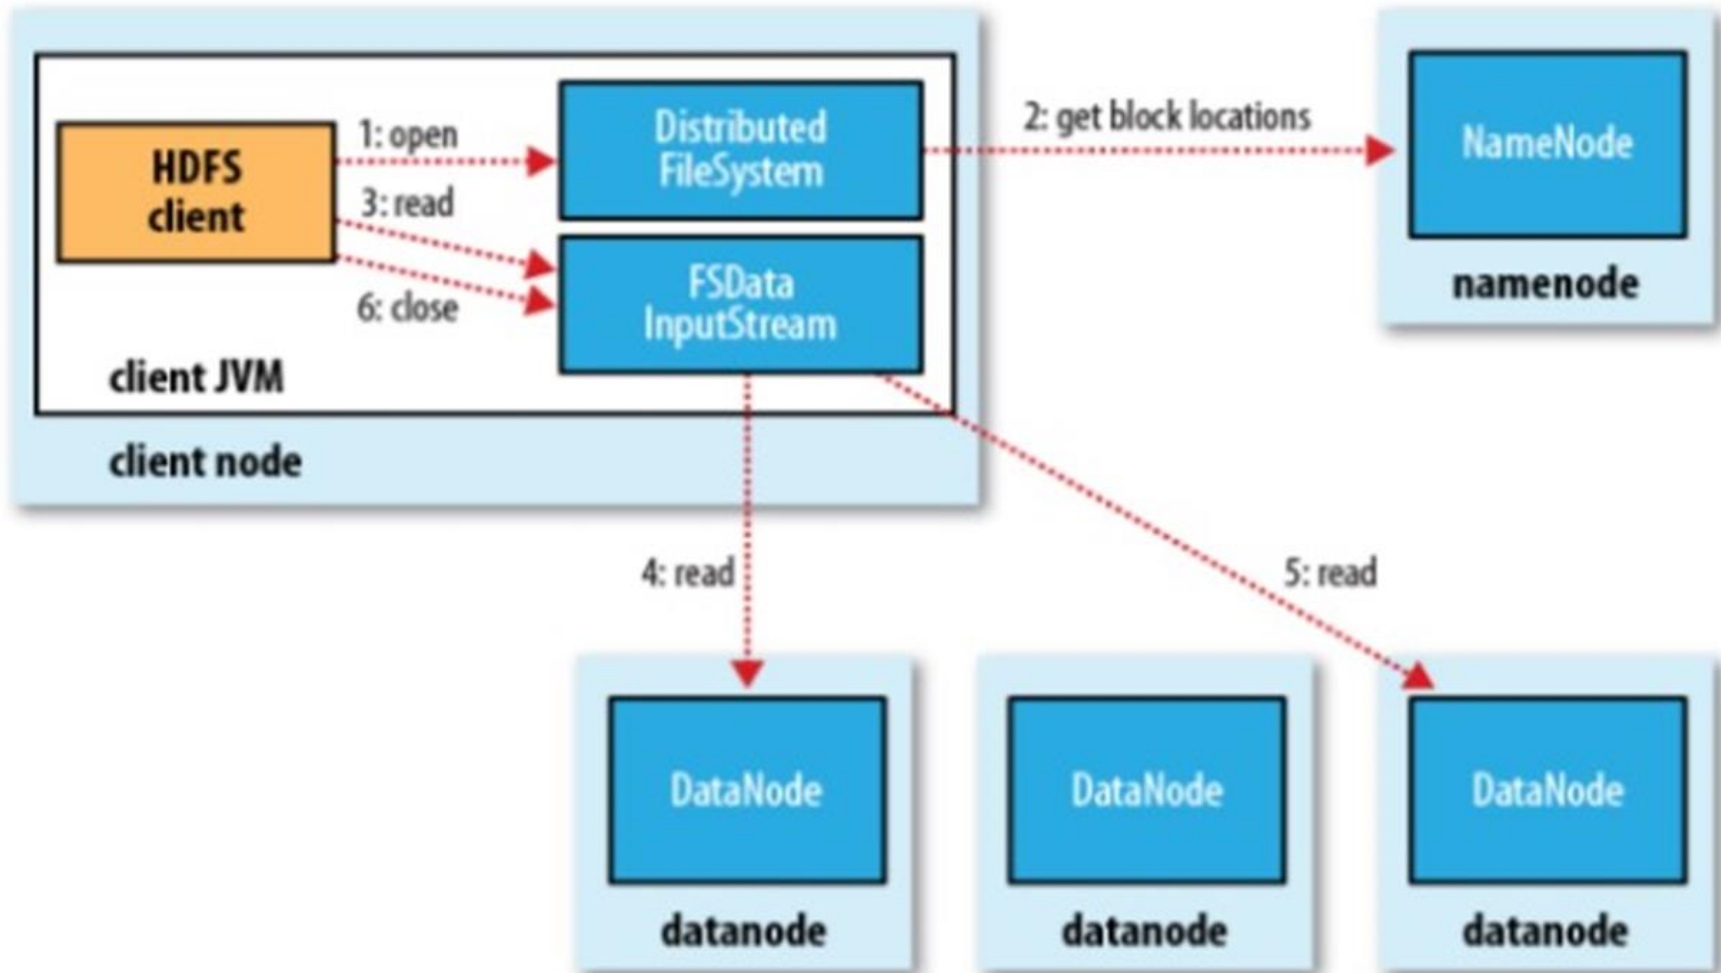 HDFS
client
1: open
3: read
6: close
Distributed
FileSystem
FSData
InputStream
client JVM
client node
2: get block locations
NameNode
namenode
4: read
5: read
DataNode
datanode
DataNode
datanode
DataNode
datanode